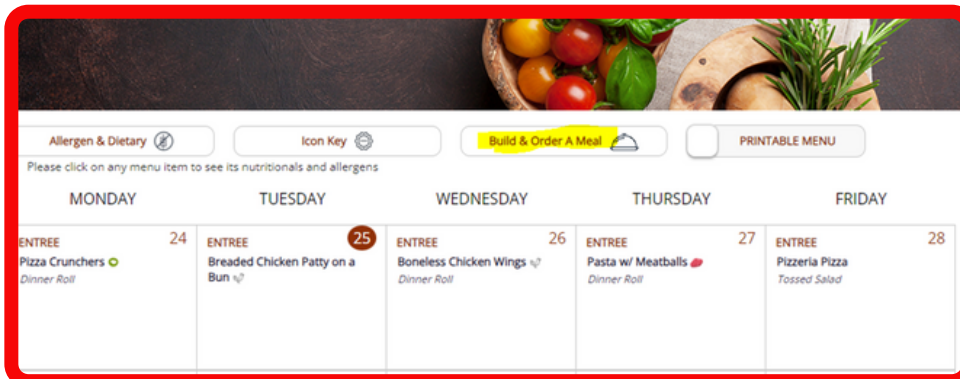 Allergen & Dietary
Icon Key
Build & Order A Meal
PRINTABLE MENU
Please click on any menu item to see its nutritionals and allergens
MONDAY
TUESDAY
WEDNESDAY
THURSDAY
FRIDAY
ENTREE 24
Pizza Crunchers
Dinner Roll
ENTREE 25
Breaded Chicken Patty on a
Bun
ENTREE 26
Boneless Chicken Wings
Dinner Roll
ENTREE 27
Pasta w/ Meatballs
Dinner Roll
ENTREE 28
Pizzeria Pizza
Tossed Salad